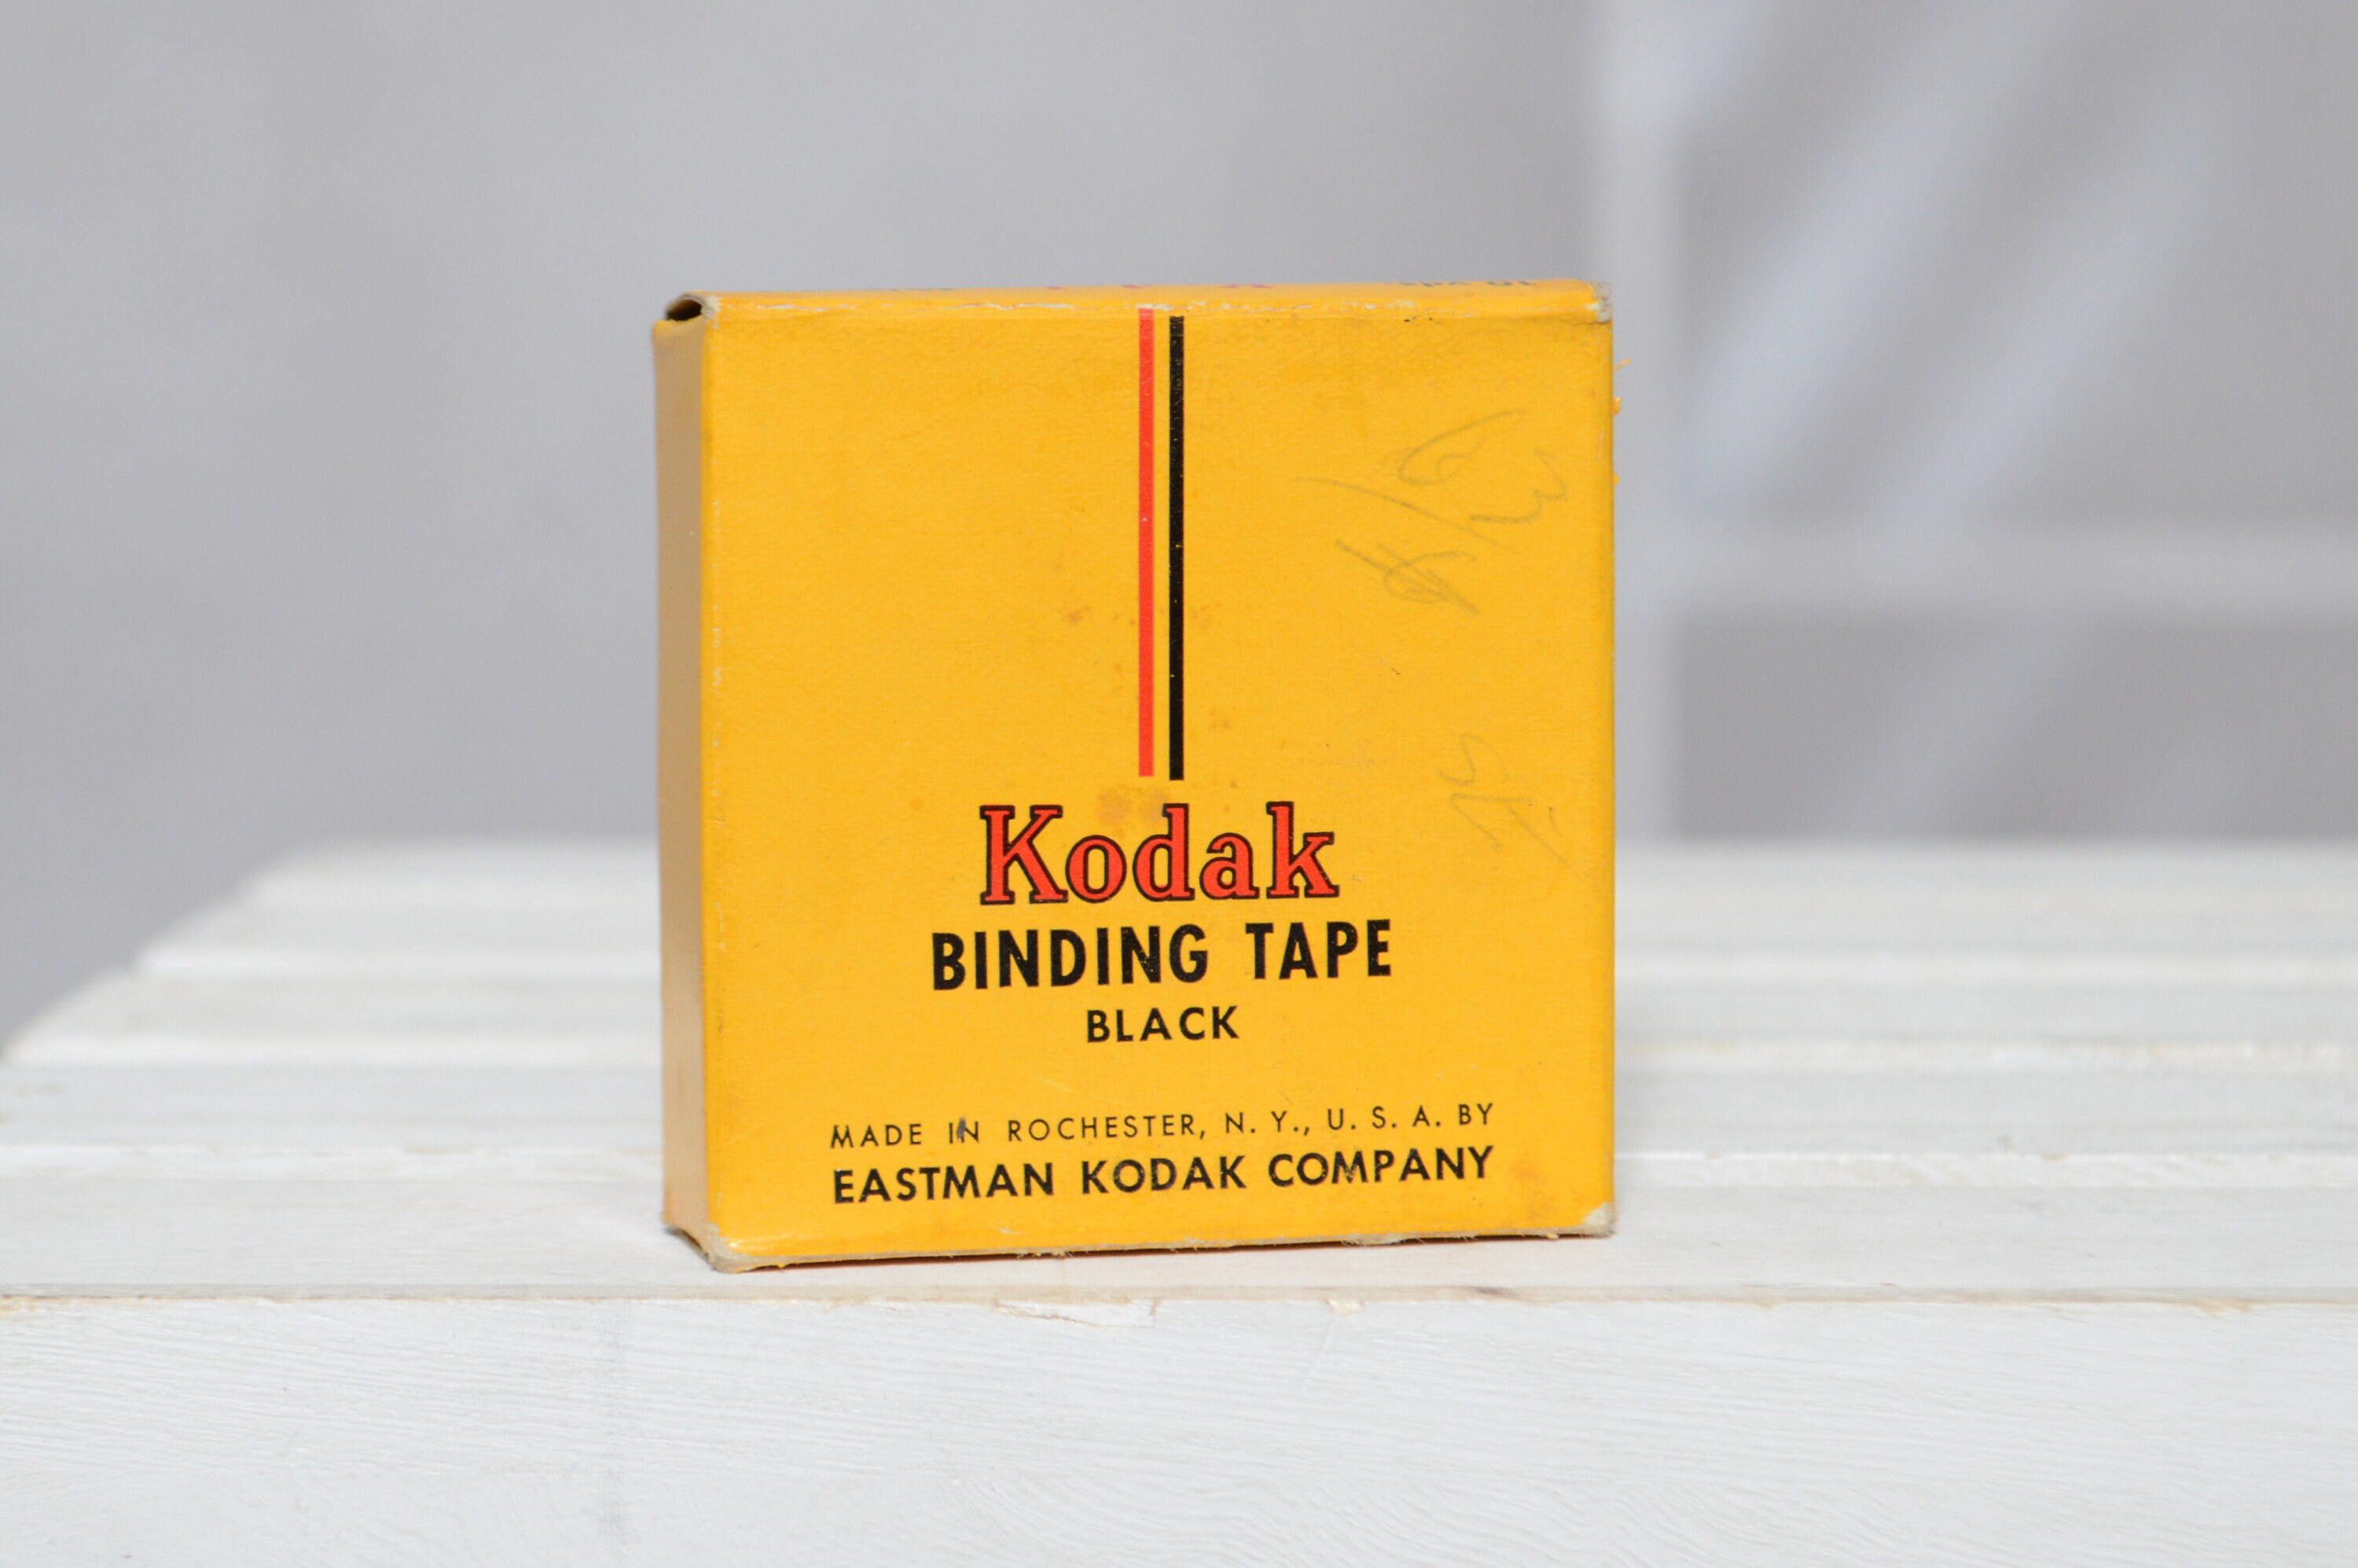 Kodak
BINDING TAPE
BLACK
MADE IN ROCHESTER, N. Y., U. S. A. BY
EASTMAN KODAK COMPANY